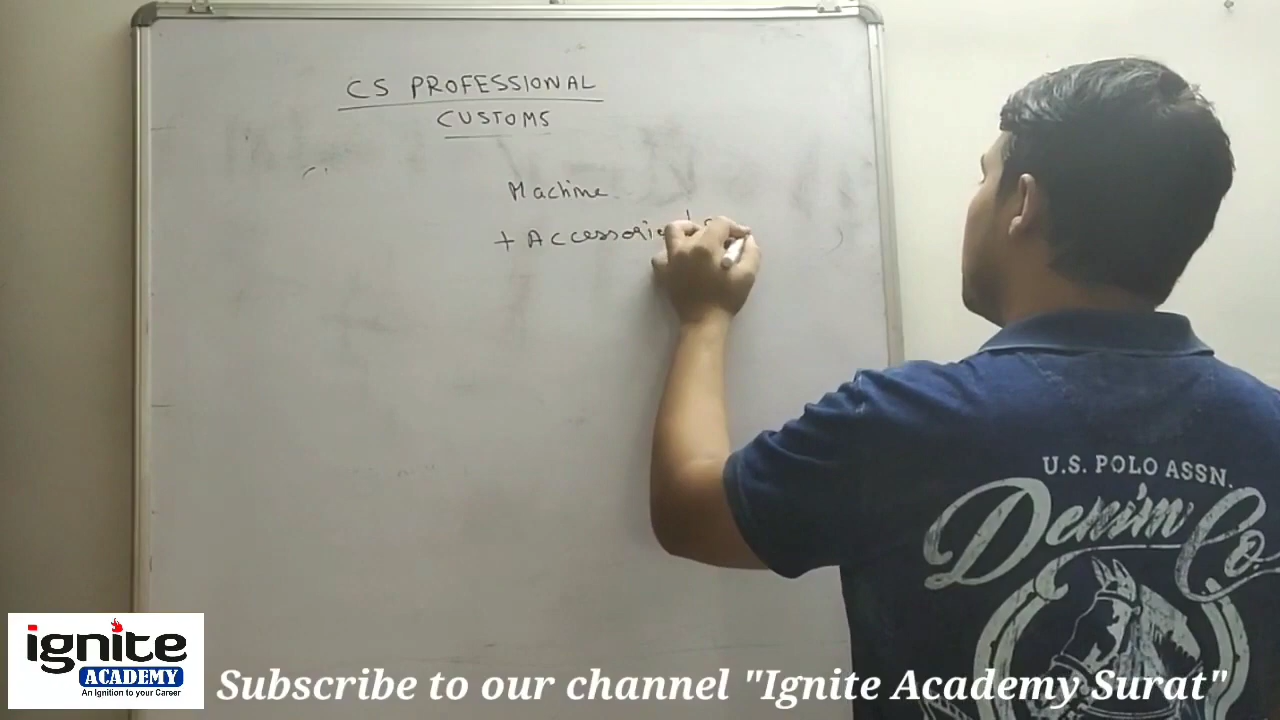 CS PROFESSIONAL
CUSTOMS
Machine
+ Accessorie
U.S. POLO ASSN.
Denim Co.
ignite
ACADEMY
An Ignition to your Career
Subscribe to our channel "Ignite Academy Surat"